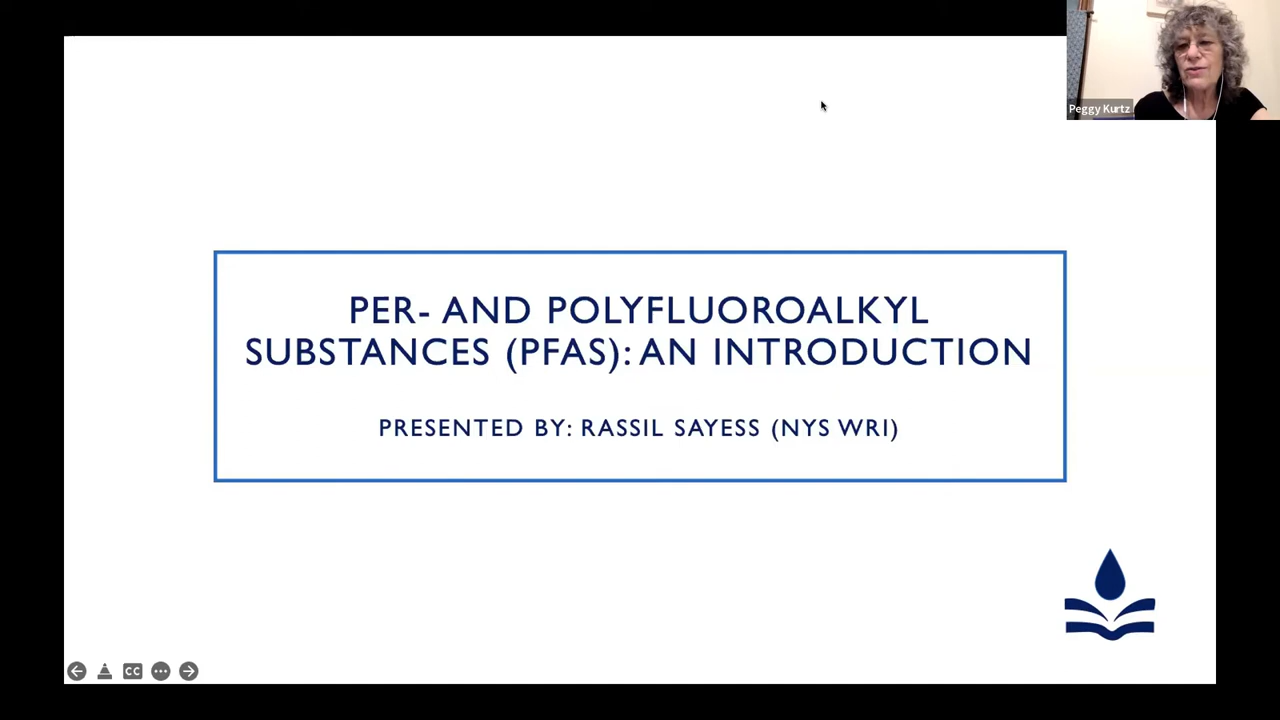 Peggy Kurtz
PER- AND POLYFLUOROALKYL
SUBSTANCES (PFAS): AN INTRODUCTION
PRESENTED BY: RASSIL SAYESS (NYS WRI)
CC